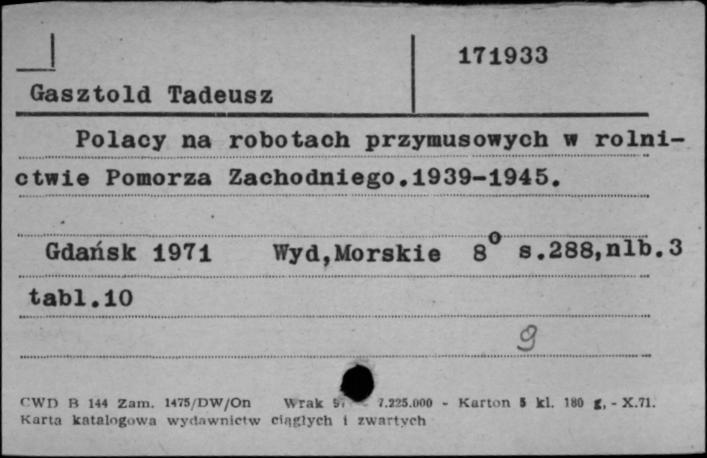 171933
Gasztold Tadeusz
Polacy na robotach przymusowych w rolni-
ctwie Pomorza Zachodniego.1939-1945.
Gdańsk 1971 Wyd,Morskie 8° s.288,nlb.3
tabl.10
9
CWD B 144 Zam. 1475/DW/On Wrak 7.225.000 - Karton 5 kl. 180 g, - X.71.
Karta katalogowa wydawnictw ciągłych i zwartych